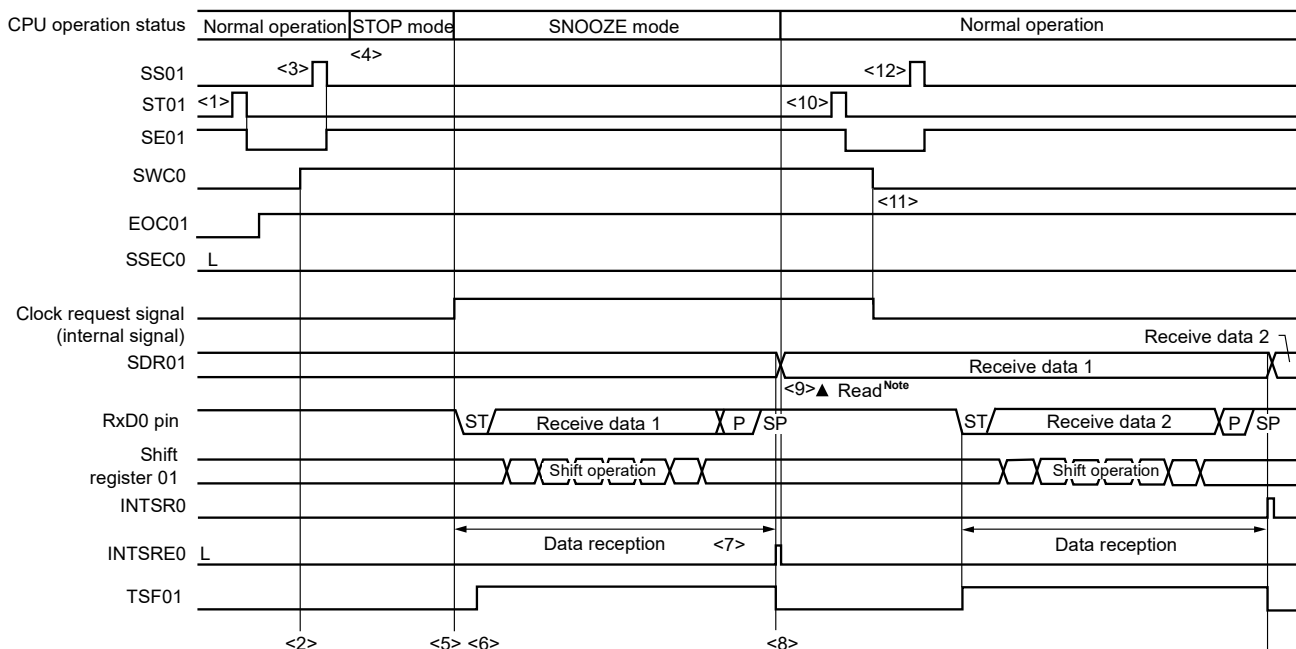 CPU operation status Normal operation STOP mode SNOOZE mode Normal operation
<4>
SS01 <3> <12>
ST01 <1> <10>
SE01
SWC0
<11>
EOC01
SSEC0 L
Clock request signal
(internal signal)
Receive data 2
SDR01 Receive data 1
<9>▲ Read Note
RxD0 pin ST Receive data 1 P SP ST Receive data 2 P SP
Shift
register 01 Shift operation Shift operation
INTSR0
Data reception <7> Data reception
INTSRE0 L
TSF01
<2> <5> <6> <8>